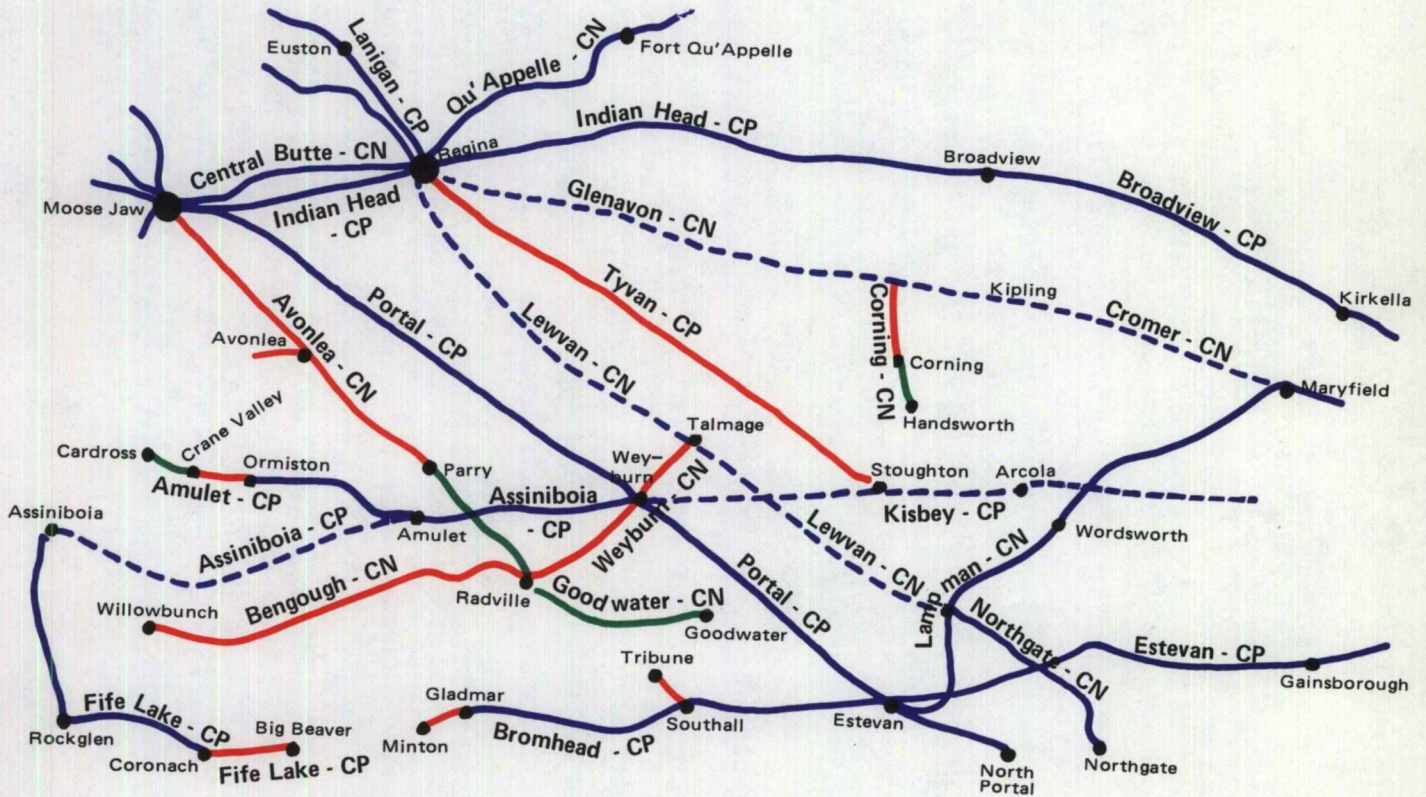 Euston
Lanigan - CP
Qu'Appelle - CN
Fort Qu'Appelle
Indian Head - CP
Regina
Central Butte - CN
Broadview
Broadview - CP
Moose Jaw
Indian Head
- CP
Glenavon - CN
Kirkella
Kipling
Cromer - CN
Tyvan - CP
Portal - CP
Lewvan - CN
Avonlea
Avonlea - CN
Corning - CN
Corning
Handsworth
Maryfield
Talmage
Crane Valley
Cardross
Ormiston
Amulet - CP
Parry
Wey-
burn
Stoughton
Arcola
Kisbey - CP
Assiniboia
- CP
Assiniboia
Assiniboia - CP
Amulet
Weyburn - CN
Lewvan - CN
Wordsworth
Lampman - CN
Willowbunch
Bengough - CN
Radville
Goodwater - CN
Goodwater
Portal - CP
Northgate - CN
Tribune
Estevan - CP
Gainsborough
Gladmar
Minton
Bromhead - CP
Southall
Estevan
Rockglen
Fife Lake - CP
Big Beaver
Coronach
Fife Lake - CP
North
Portal
Northgate